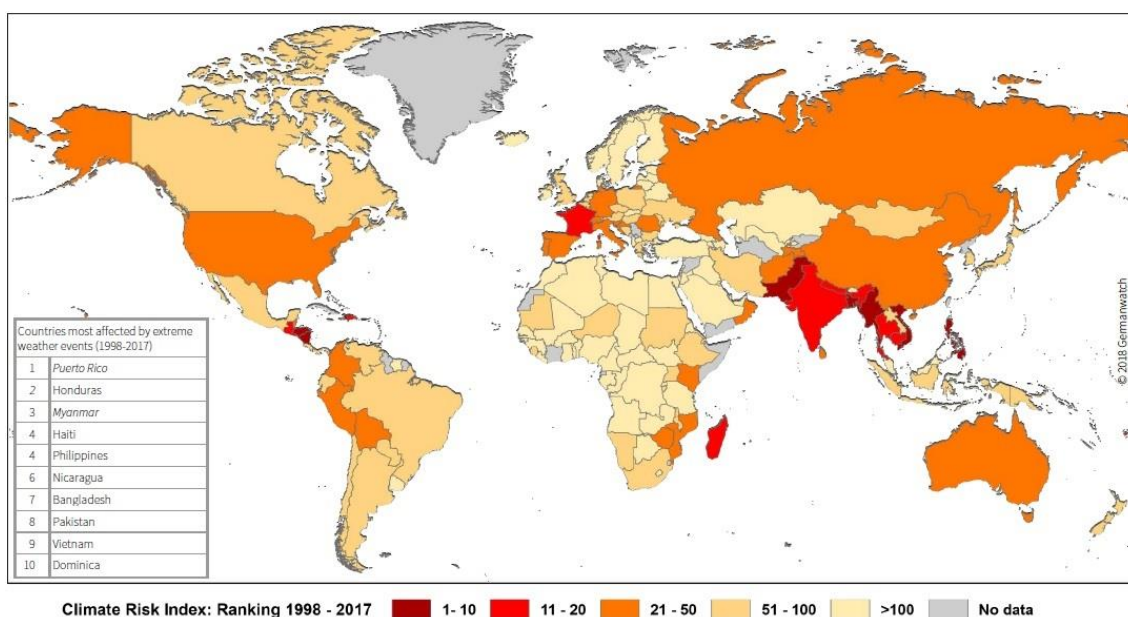 Countries most affected by extreme
weather events (1998-2017)
1 Puerto Rico
2 Honduras
3 Myanmar
4 Haiti
4 Philippines
6 Nicaragua
7 Bangladesh
8 Pakistan
9 Vietnam
10 Dominica
© 2018 Germanwatch
Climate Risk Index: Ranking 1998 - 2017 1- 10 11 - 20 21 - 50 51 - 100 >100 No data